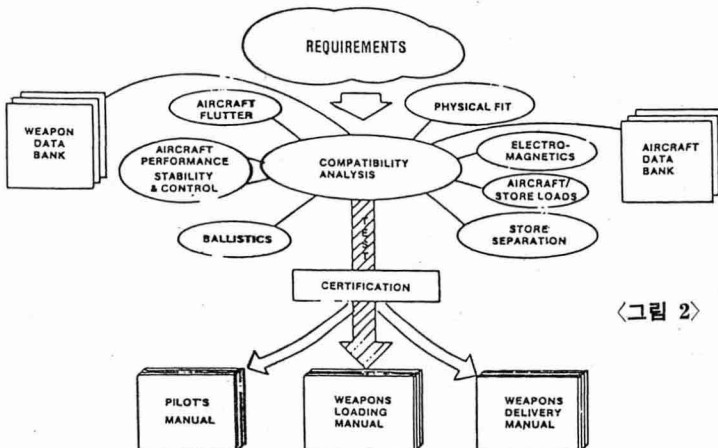 REQUIREMENTS
AIRCRAFT
FLUTTER
PHYSICAL FIT
WEAPON
DATA
BANK
AIRCRAFT
PERFORMANCE
STABILITY
& CONTROL
COMPATIBILITY
ANALYSIS
ELECTRO-
MAGNETICS
AIRCRAFT/
STORE LOADS
AIRCRAFT
DATA
BANK
BALLISTICS
TEST
STORE
SEPARATION
CERTIFICATION
〈그림 2〉
PILOT'S
MANUAL
WEAPONS
LOADING
MANUAL
WEAPONS
DELIVERY
MANUAL